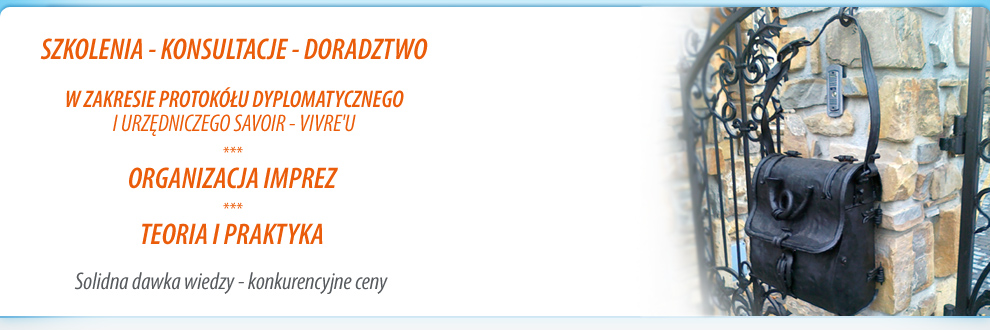 SZKOLENIA - KONSULTACJE - DORADZTWO
W ZAKRESIE PROTOKÓŁU DYPLOMATYCZNEGO
I URZĘDNICZEGO SAVOIR - VIVRE'U
***
ORGANIZACJA IMPREZ
***
TEORIA I PRAKTYKA
Solidna dawka wiedzy - konkurencyjne ceny